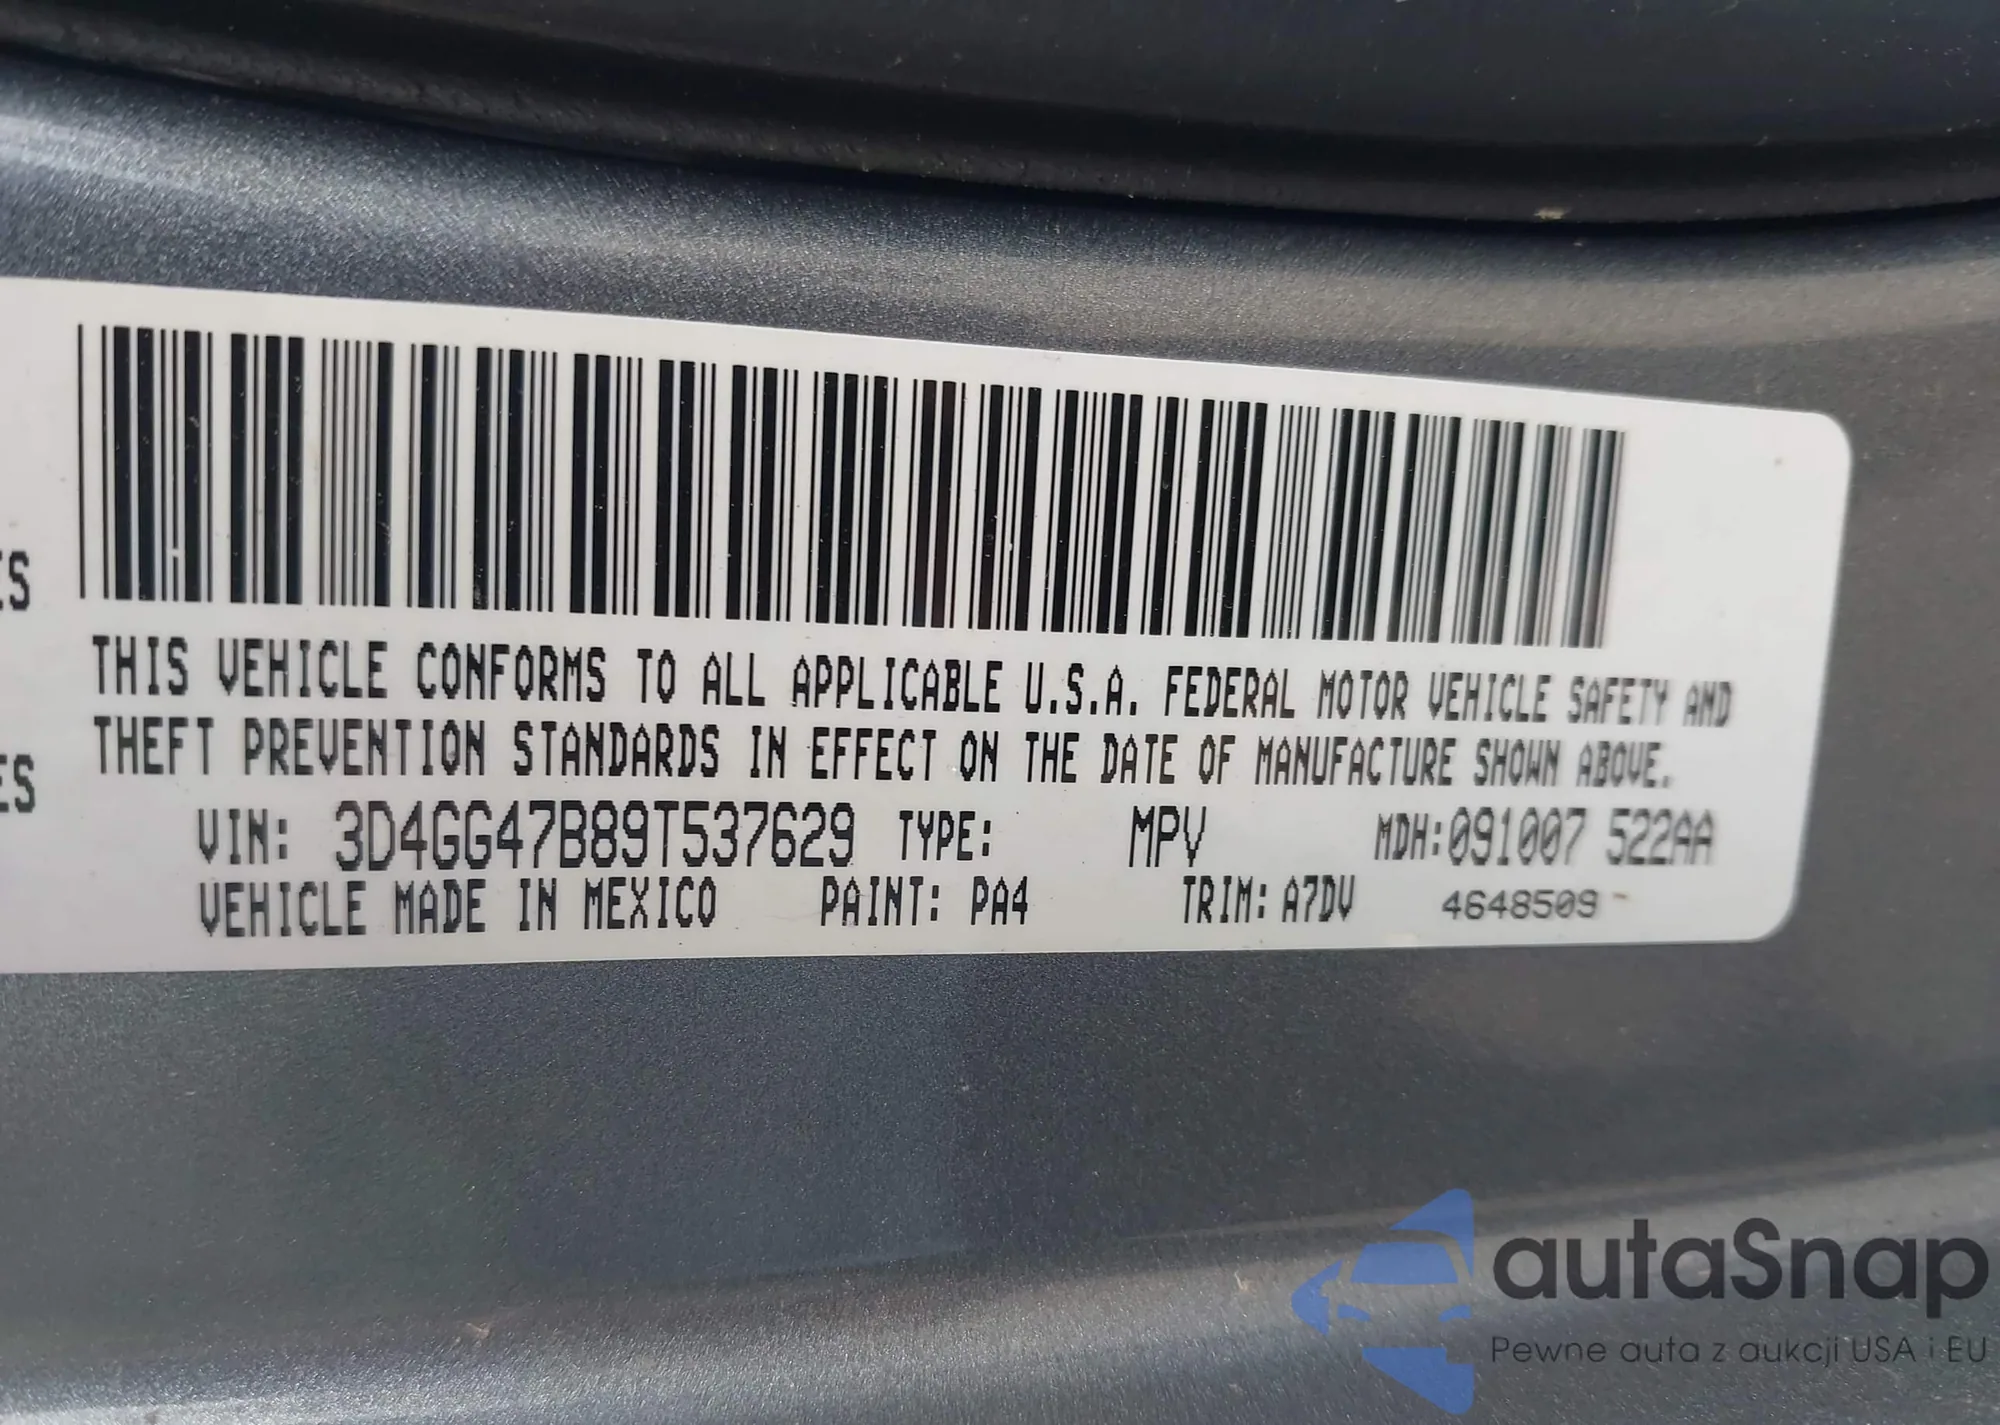 ES
THIS VEHICLE CONFORMS TO ALL APPLICABLE U.S.A. FEDERAL MOTOR VEHICLE SAFETY AND
THEFT PREVENTION STANDARDS IN EFFECT ON THE DATE OF MANUFACTURE SHOWN ABOVE.
ES
VIN: 3D4GG47B89T537629 TYPE: MPV MDH:091007 522AA
VEHICLE MADE IN MEXICO PAINT: PA4 TRIM: A7DV 4648509
autaSnap
Pewne auta z aukcji USA i EU